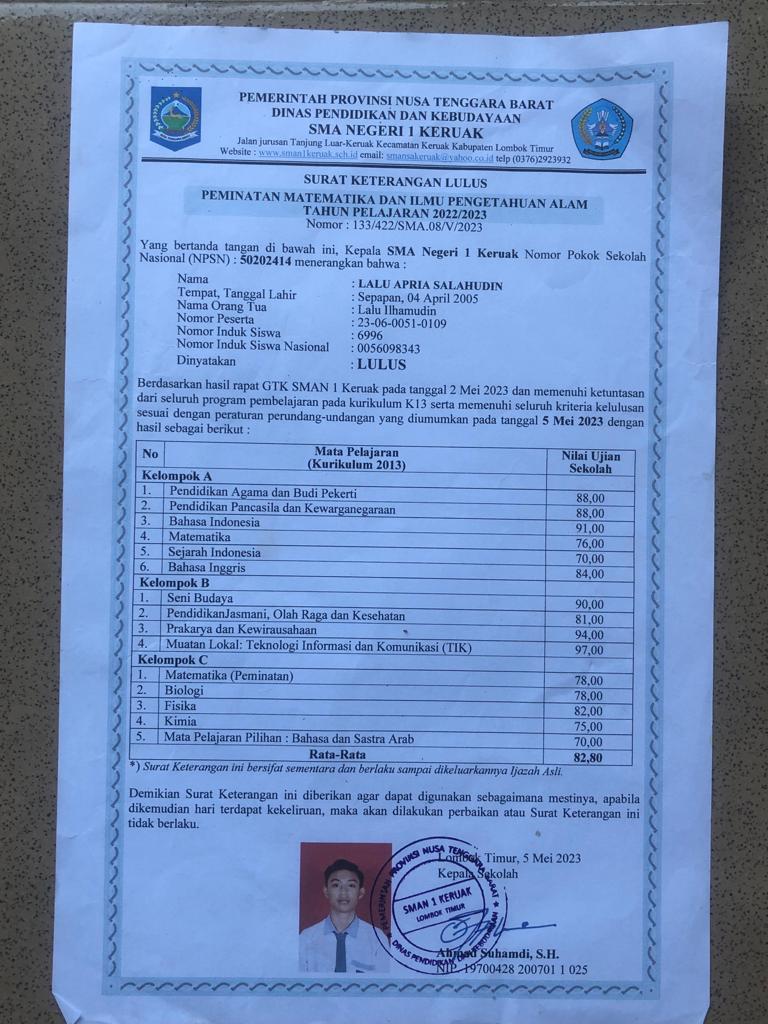 PEMERINTAH PROVINSI NUSA TENGGARA BARAT
DINAS PENDIDIKAN DAN KEBUDAYAAN
SMA NEGERI 1 KERUAK
Jalan jurusan Tanjung Luar-Keruak Kecamatan Keruak Kabupaten Lombok Timur
Website : www.sman1keruak.sch.id email: smansakeruak@yahoo.co.id telp (0376)2923932
SURAT KETERANGAN LULUS
PEMINATAN MATEMATIKA DAN ILMU PENGETAHUAN ALAM
TAHUN PELAJARAN 2022/2023
Nomor : 133/422/SMA.08/V/2023
Yang bertanda tangan di bawah ini, Kepala SMA Negeri 1 Keruak Nomor Pokok Sekolah
Nasional (NPSN) : 50202414 menerangkan bahwa :
Nama : LALU APRIA SALAHUDIN
Tempat, Tanggal Lahir : Sepapan, 04 April 2005
Nama Orang Tua : Lalu Ilhamudin
Nomor Peserta : 23-06-0051-0109
Nomor Induk Siswa : 6996
Nomor Induk Siswa Nasional : 0056098343
Dinyatakan : LULUS
Berdasarkan hasil rapat GTK SMAN 1 Keruak pada tanggal 2 Mei 2023 dan memenuhi ketuntasan
dari seluruh program pembelajaran pada kurikulum K13 serta memenuhi seluruh kriteria kelulusan
sesuai dengan peraturan perundang-undangan yang diumumkan pada tanggal 5 Mei 2023 dengan
hasil sebagai berikut :
No Mata Pelajaran (Kurikulum 2013) Nilai Ujian Sekolah
Kelompok A
1. Pendidikan Agama dan Budi Pekerti 88,00
2. Pendidikan Pancasila dan Kewarganegaraan 88,00
3. Bahasa Indonesia 91,00
4. Matematika 76,00
5. Sejarah Indonesia 70,00
6. Bahasa Inggris 84,00
Kelompok B
1. Seni Budaya 90,00
2. PendidikanJasmani, Olah Raga dan Kesehatan 81,00
3. Prakarya dan Kewirausahaan 94,00
4. Muatan Lokal: Teknologi Informasi dan Komunikasi (TIK) 97,00
Kelompok C
1. Matematika (Peminatan) 78,00
2. Biologi 78,00
3. Fisika 82,00
4. Kimia 75,00
5. Mata Pelajaran Pilihan : Bahasa dan Sastra Arab 70,00
Rata-Rata 82,80
*) Surat Keterangan ini bersifat sementara dan berlaku sampai dikeluarkannya Ijazah Asli.
Demikian Surat Keterangan ini diberikan agar dapat digunakan sebagaimana mestinya, apabila
dikemudian hari terdapat kekeliruan, maka akan dilakukan perbaikan atau Surat Keterangan ini
tidak berlaku.
Lombok Timur, 5 Mei 2023
Kepala Sekolah
PEMERINTAH PROVINSI NUSA TENGGARA BARAT
SMAN 1 KERUAK
LOMBOK TIMUR
DINAS PENDIDIKAN DAN KEBUDAYAAN
Ahmad Suhamdi, S.H.
NIP. 19700428 200701 1 025